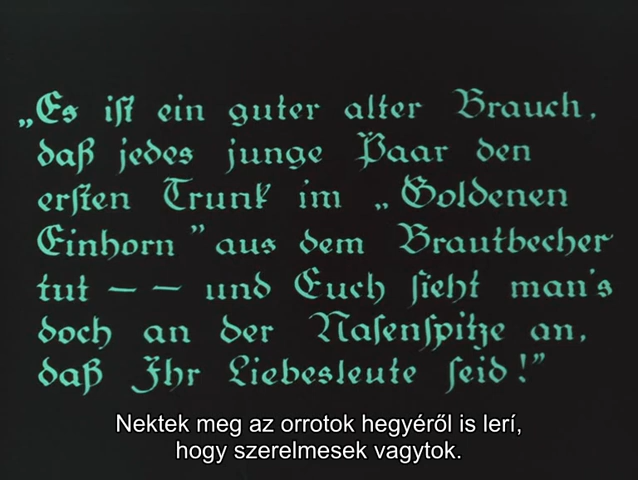 „Es ist ein guter alter Brauch,
daß jedes junge Paar den
ersten Trunk im „Goldenen
Einhorn” aus dem Brautbecher
tut — — und Euch sieht man's
doch an der Nasenspitze an,
daß Ihr Liebesleute seid!”
Nektek meg az orrotok hegyéről is lerí,
hogy szerelmesek vagytok.